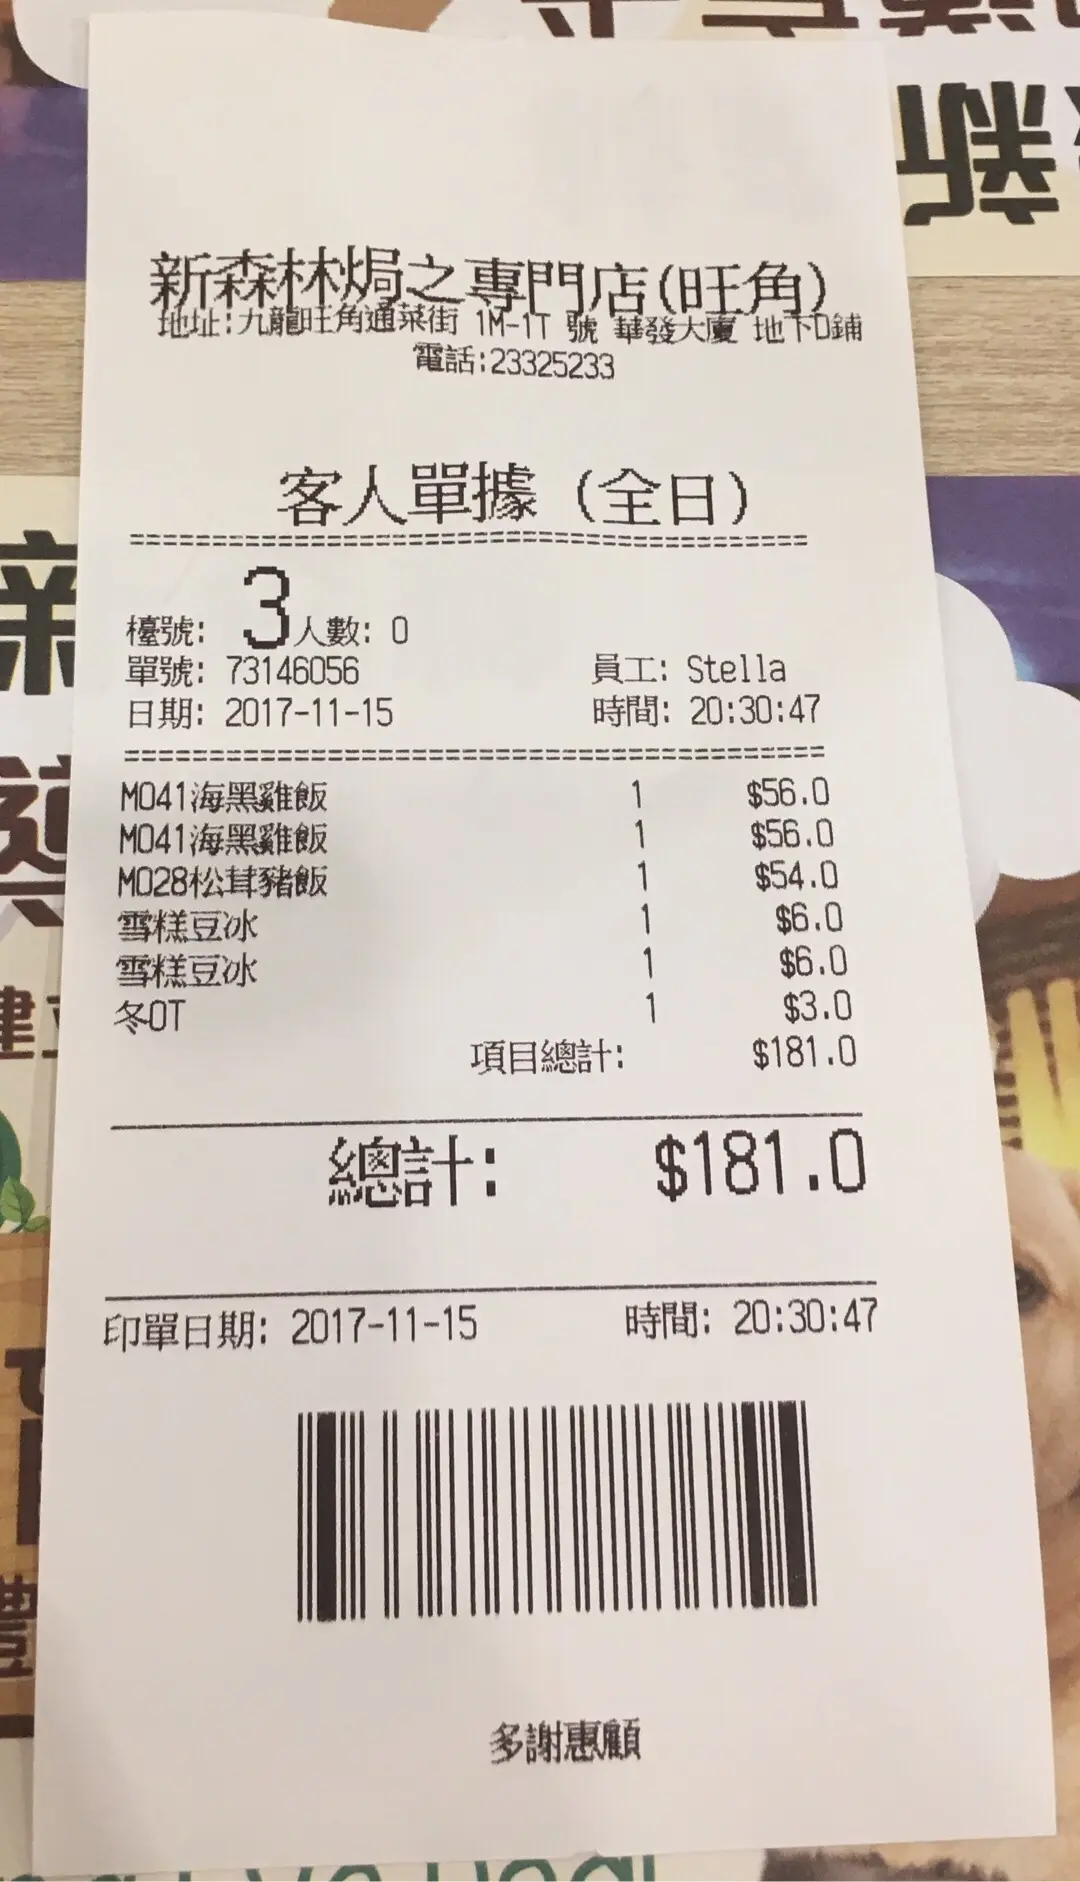 新森林焗之專門店(旺角)
地址:九龍旺角通菜街 1M-1T 號 華發大廈 地下D鋪
電話:23325233
客人單據 (全日)
檯號: 3 人數: 0
單號: 73146056 員工: Stella
日期: 2017-11-15 時間: 20:30:47
M041海黑雞飯 1 $56.0
M041海黑雞飯 1 $56.0
M028松茸豬飯 1 $54.0
雪糕豆冰 1 $6.0
雪糕豆冰 1 $6.0
冬OT 1 $3.0
項目總計: $181.0
總計: $181.0
印單日期: 2017-11-15 時間: 20:30:47
多謝惠顧
新